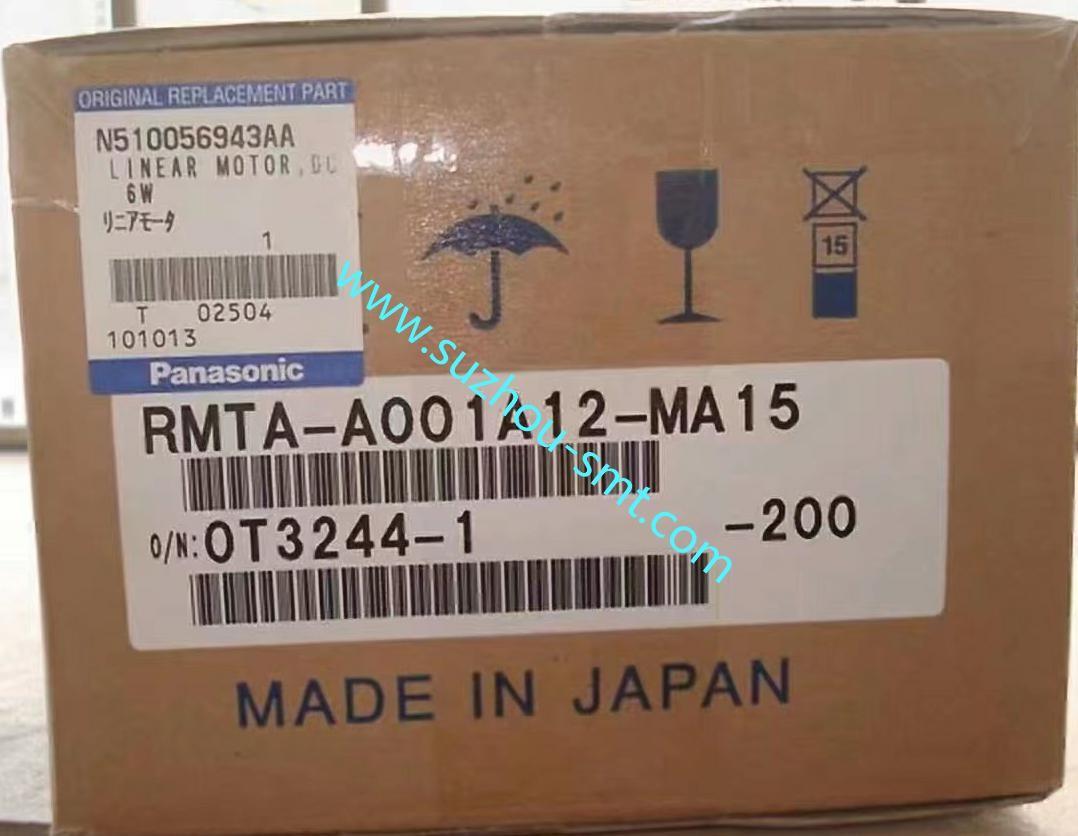 ORIGINAL REPLACEMENT PART
N510056943AA
LINEAR MOTOR,DC
6W
リニアモータ
1
T 02504
101013
Panasonic
15
RMTA-A001A12-MA15
O/N:OT3244-1 -200
MADE IN JAPAN
www.suzhou-smt.com